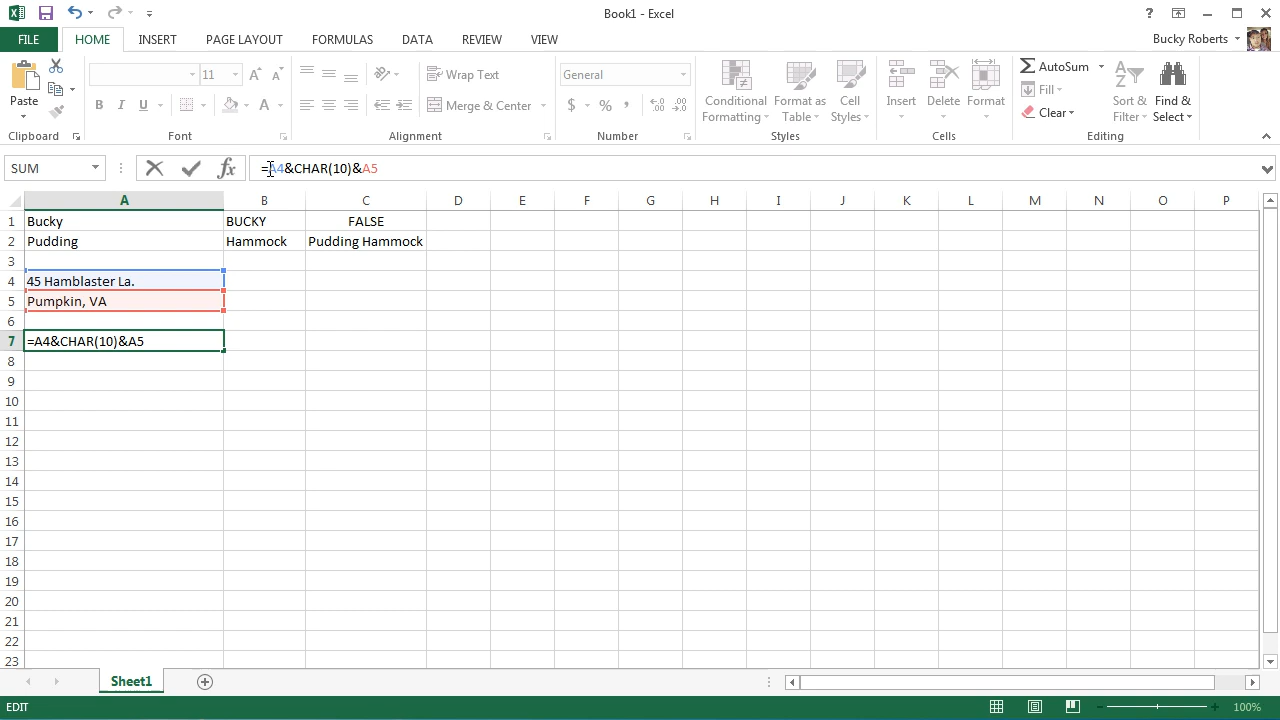 Book1 - Excel
FILE HOME INSERT PAGE LAYOUT FORMULAS DATA REVIEW VIEW Bucky Roberts
Paste
11
Wrap Text
Merge & Center
General
Conditional Formatting
Format as Table
Cell Styles
Insert
Delete
Format
AutoSum
Fill
Clear
Sort & Filter
Find & Select
Clipboard Font Alignment Number Styles Cells Editing
SUM =A4&CHAR(10)&A5
A B C D E F G H I J K L M N O P
1 Bucky BUCKY FALSE
2 Pudding Hammock Pudding Hammock
3
4 45 Hamblaster La.
5 Pumpkin, VA
6
7 =A4&CHAR(10)&A5
8
9
10
11
12
13
14
15
16
17
18
19
20
21
22
23
Sheet1
EDIT 100%